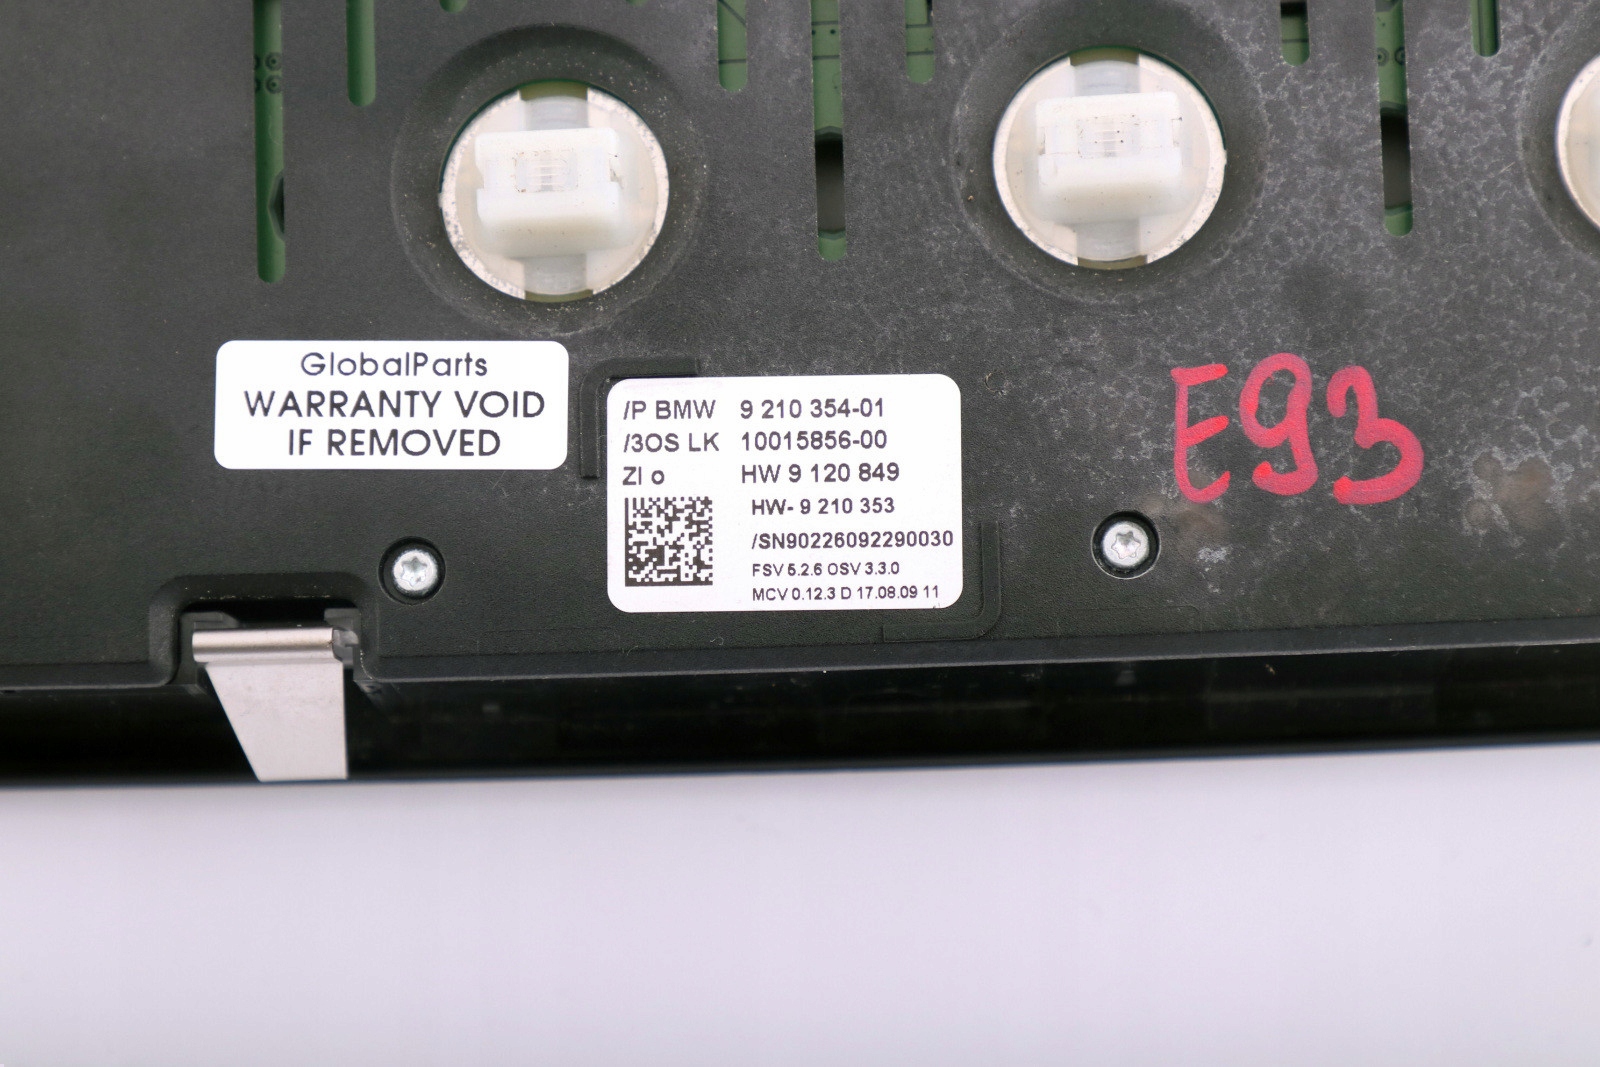 GlobalParts
WARRANTY VOID
IF REMOVED
/P BMW 9 210 354-01
/3OS LK 10015856-00
ZI o HW 9 120 849
HW- 9 210 353
/SN90226092290030
FSV 5.2.6 OSV 3.3.0
MCV 0.12.3 D 17.08.09 11
E93